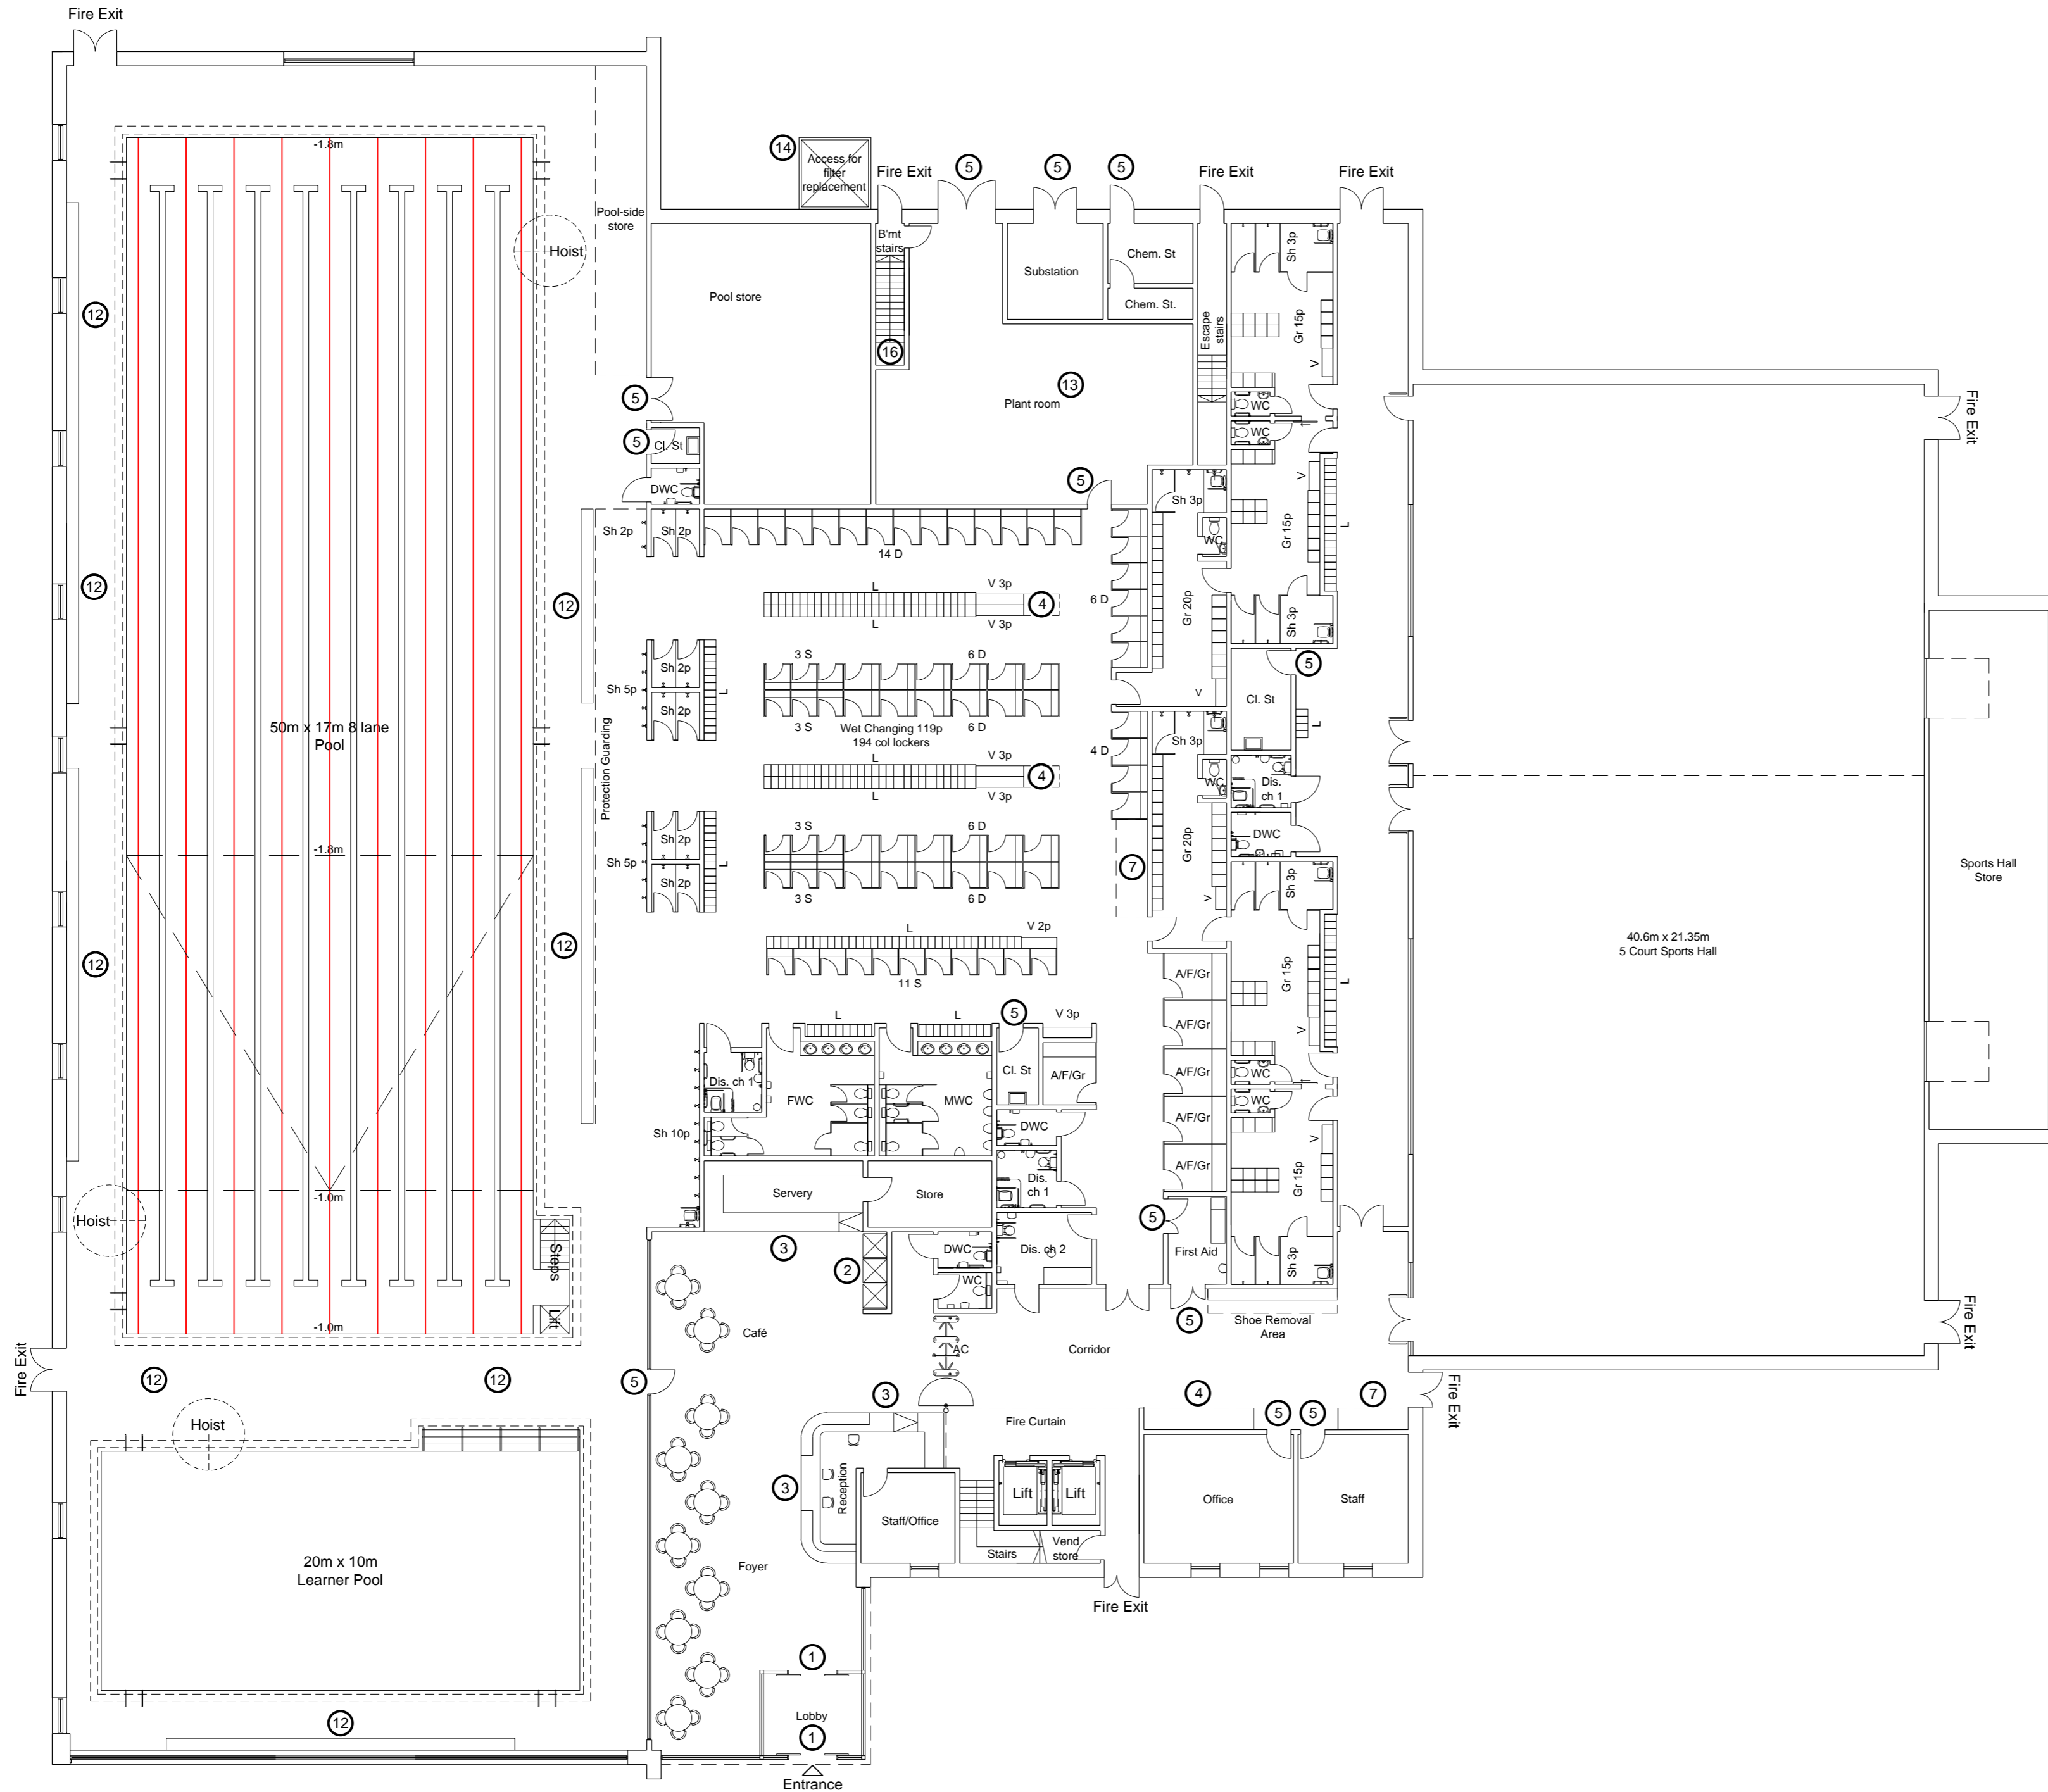 Fire Exit
14
Access for
filter
replacement
Fire Exit
5
5
5
Fire Exit
Fire Exit
-1.8m
Pool-side
store
Hoist
B'mt
stairs
Substation
Chem. St
Chem. St.
Sh 3p
12
Pool store
16
13
Plant room
Escape
stairs
Gr 15p
V
5
WC
Fire Exit
5
Cl. St
WC
DWC
5
Sh 3p
V
Gr 15p
L
Sh 2p
Sh 2p
14 D
WC
12
12
L
V 3p
4
L
V 3p
6 D
Gr 20p
Sh 3p
3 S
6 D
Sh 2p
Sh 5p
L
Sh 2p
3 S
6 D
Wet Changing 119p
194 col lockers
5
Cl. St
V
L
50m x 17m 8 lane
Pool
Protection Guarding
L
V 3p
4
L
V 3p
4 D
Sh 3p
WC
Dis.
ch 1
DWC
-1.8m
3 S
6 D
Sh 2p
Sh 5p
L
Sh 2p
3 S
6 D
7
Gr 20p
V
Sh 3p
Sports Hall
Store
40.6m x 21.35m
5 Court Sports Hall
12
12
L
V 2p
11 S
A/F/Gr
Gr 15p
L
V
L
L
5
V 3p
A/F/Gr
Dis. ch 1
FWC
MWC
Cl. St
A/F/Gr
A/F/Gr
WC
WC
Sh 10p
DWC
A/F/Gr
V
-1.0m
Servery
Store
Dis.
ch 1
A/F/Gr
Gr 15p
Hoist
Steps
3
2
DWC
Dis. ch 2
5
First Aid
Sh 3p
WC
Lift
-1.0m
Café
5
Shoe Removal
Area
Fire Exit
AC
Corridor
Fire Exit
12
12
5
3
4
7
Fire Exit
Hoist
Fire Curtain
5
5
3
Reception
Staff/Office
Lift
Lift
Office
Staff
Stairs
Vend
store
20m x 10m
Learner Pool
Foyer
Fire Exit
1
12
Lobby
1
Entrance